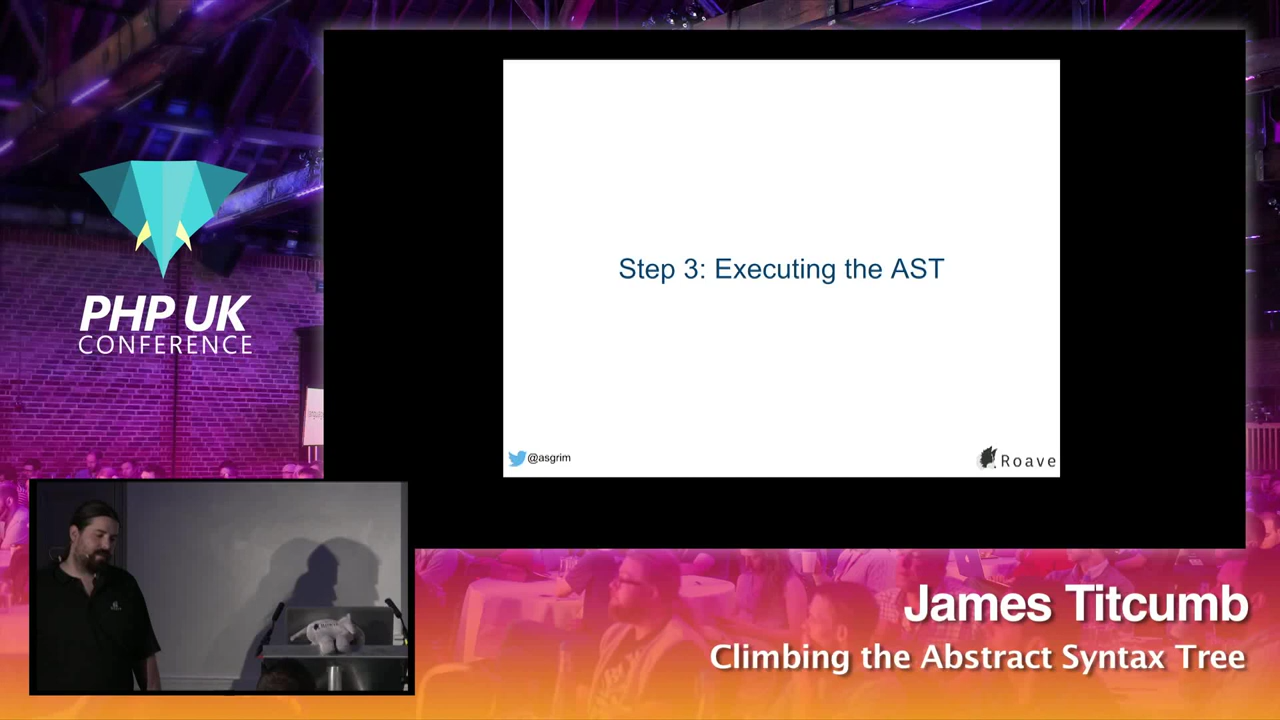 PHP UK
CONFERENCE
Step 3: Executing the AST
@asgrim
Roave
James Titcumb
Climbing the Abstract Syntax Tree